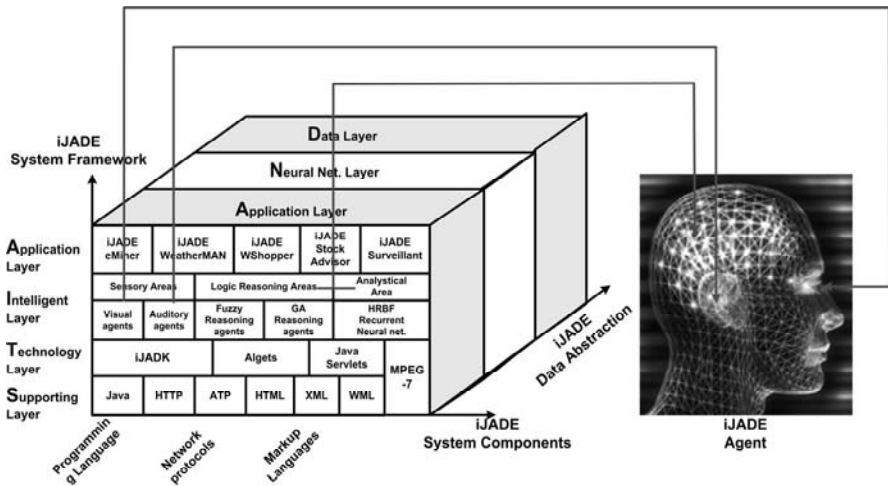 iJADE
System Framework
Data Layer
Neural Net. Layer
Application Layer
Application
Layer
iJADE
eMiner
iJADE
WeatherMAN
iJADE
WShopper
iJADE
Stock
Advisor
iJADE
Surveillant
Intelligent
Layer
Sensory Areas
Logic Reasoning Areas
Analystical
Area
Visual
agents
Auditory
agents
Fuzzy
Reasoning
agents
GA
Reasoning
agents
HRBF
Recurrent
Neural net.
Technology
Layer
iJADK
Aglets
Java
Servlets
MPEG
-7
Supporting
Layer
Java
HTTP
ATP
HTML
XML
WML
Programmin
g Language
Network
protocols
Markup
Languages
iJADE
System Components
iJADE
Data Abstraction
iJADE
Agent